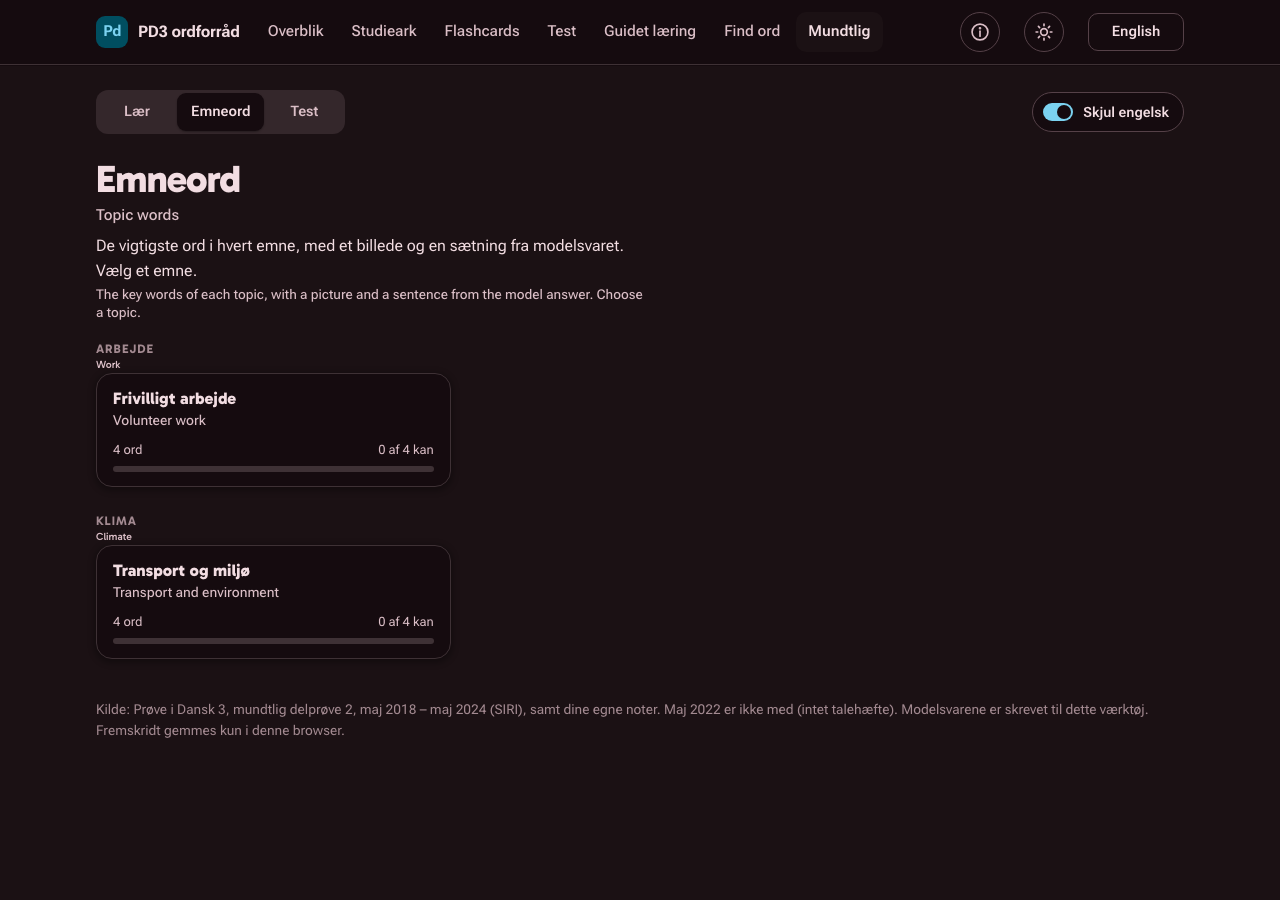 Pd PD3 ordforråd Overblik Studieark Flashcards Test Guidet læring Find ord Mundtlig English
Lær Emneord Test Skjul engelsk
Emneord
Topic words
De vigtigste ord i hvert emne, med et billede og en sætning fra modelsvaret.
Vælg et emne.
The key words of each topic, with a picture and a sentence from the model answer. Choose
a topic.
ARBEJDE
Work
Frivilligt arbejde
Volunteer work
4 ord 0 af 4 kan
KLIMA
Climate
Transport og miljø
Transport and environment
4 ord 0 af 4 kan
Kilde: Prøve i Dansk 3, mundtlig delprøve 2, maj 2018 – maj 2024 (SIRI), samt dine egne noter. Maj 2022 er ikke med (intet talehæfte). Modelsvarene er skrevet til dette værktøj.
Fremskridt gemmes kun i denne browser.